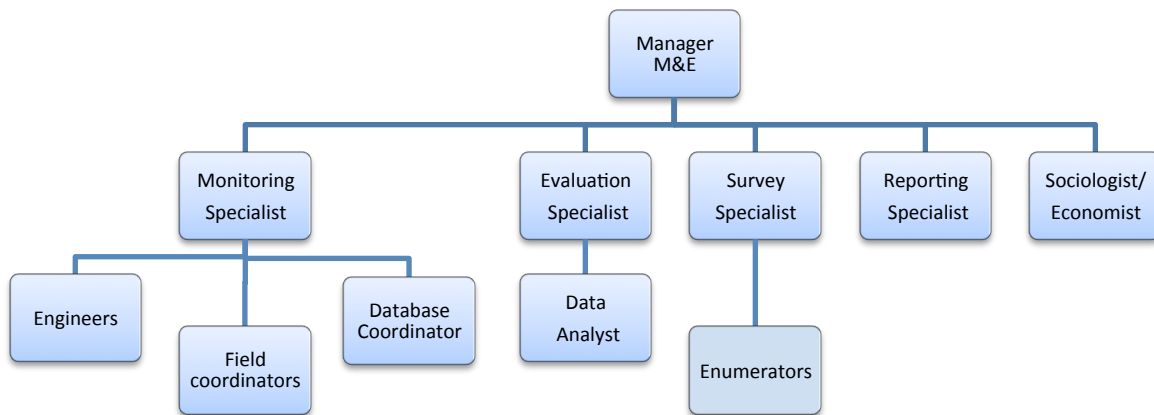 Manager
M&E
Monitoring
Specialist
Evaluation
Specialist
Survey
Specialist
Reporting
Specialist
Sociologist/
Economist
Engineers
Field
coordinators
Database
Coordinator
Data
Analyst
Enumerators